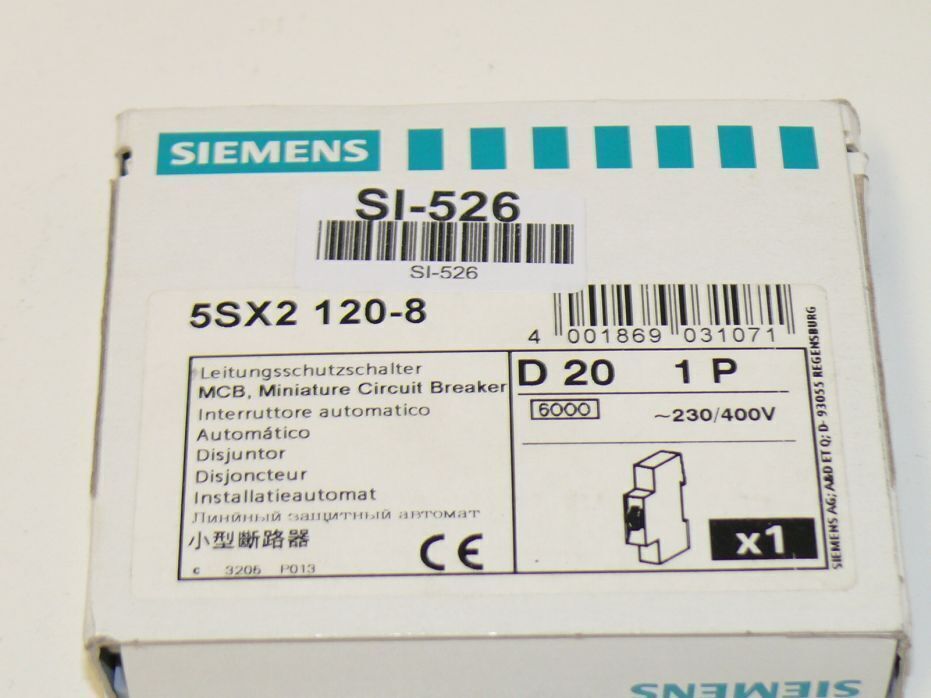 SIEMENS
SI-526
SI-526
5SX2 120-8
4 001869 031071
Leitungsschutzschalter
MCB, Miniature Circuit Breaker
Interruttore automatico
Automático
Disjuntor
Disjoncteur
Installatieautomat
Линийный защитный автомат
小型斷路器
c 3206 P013
CE
D 20 1 P
6000 ~230/400V
x1
SIEMENS AG; A&D ET Q; D- 93055 REGENSBURG
SIEMENS